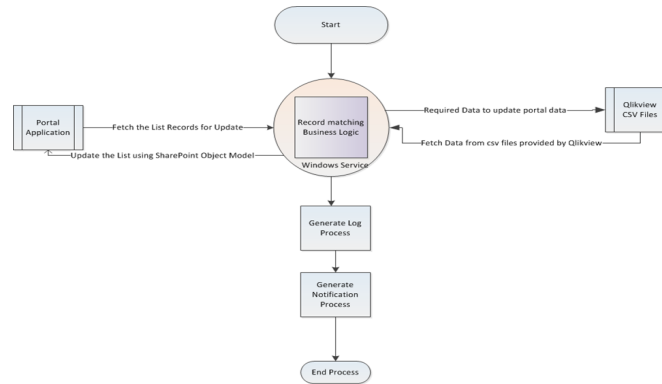 Start
Portal
Application
Fetch the List Records for Update
Update the List using SharePoint Object Model
Record matching
Business Logic
Windows Service
Required Data to update portal data
Fetch Data from csv files provided by Qlikview
Qlikview
CSV Files
Generate Log
Process
Generate
Notification
Process
End Process